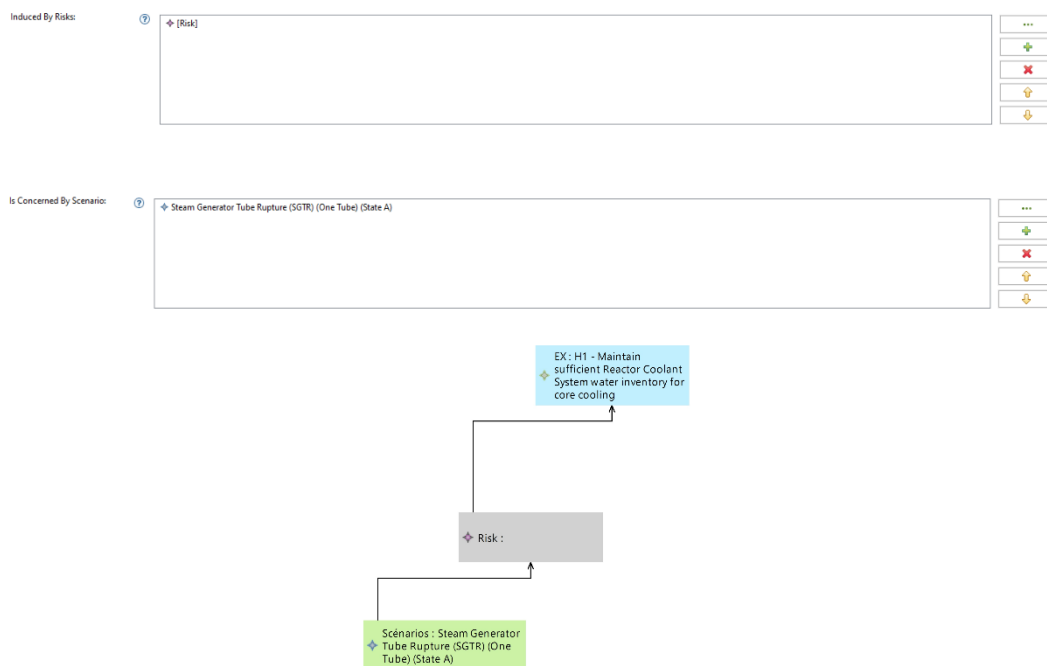 Induced By Risks:
[Risk]
Is Concerned By Scenario:
Steam Generator Tube Rupture (SGTR) (One Tube) (State A)
EX : H1 - Maintain
sufficient Reactor Coolant
System water inventory for
core cooling
Risk :
Scénarios : Steam Generator
Tube Rupture (SGTR) (One
Tube) (State A)